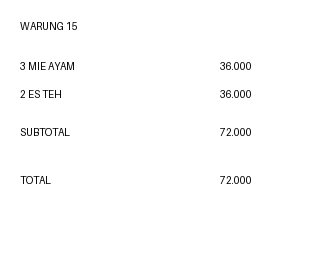 WARUNG 15
3 MIE AYAM 36.000
2 ES TEH 36.000
SUBTOTAL 72.000
TOTAL 72.000